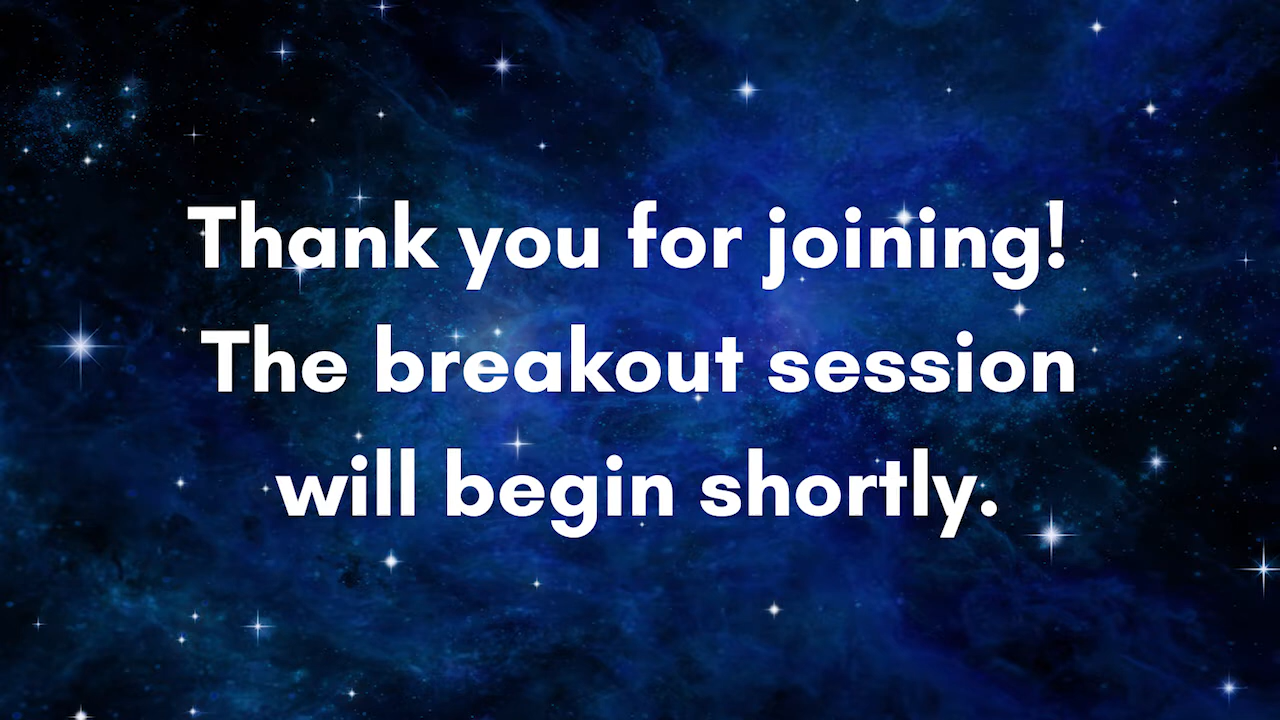 Thank you for joining!
The breakout session
will begin shortly.